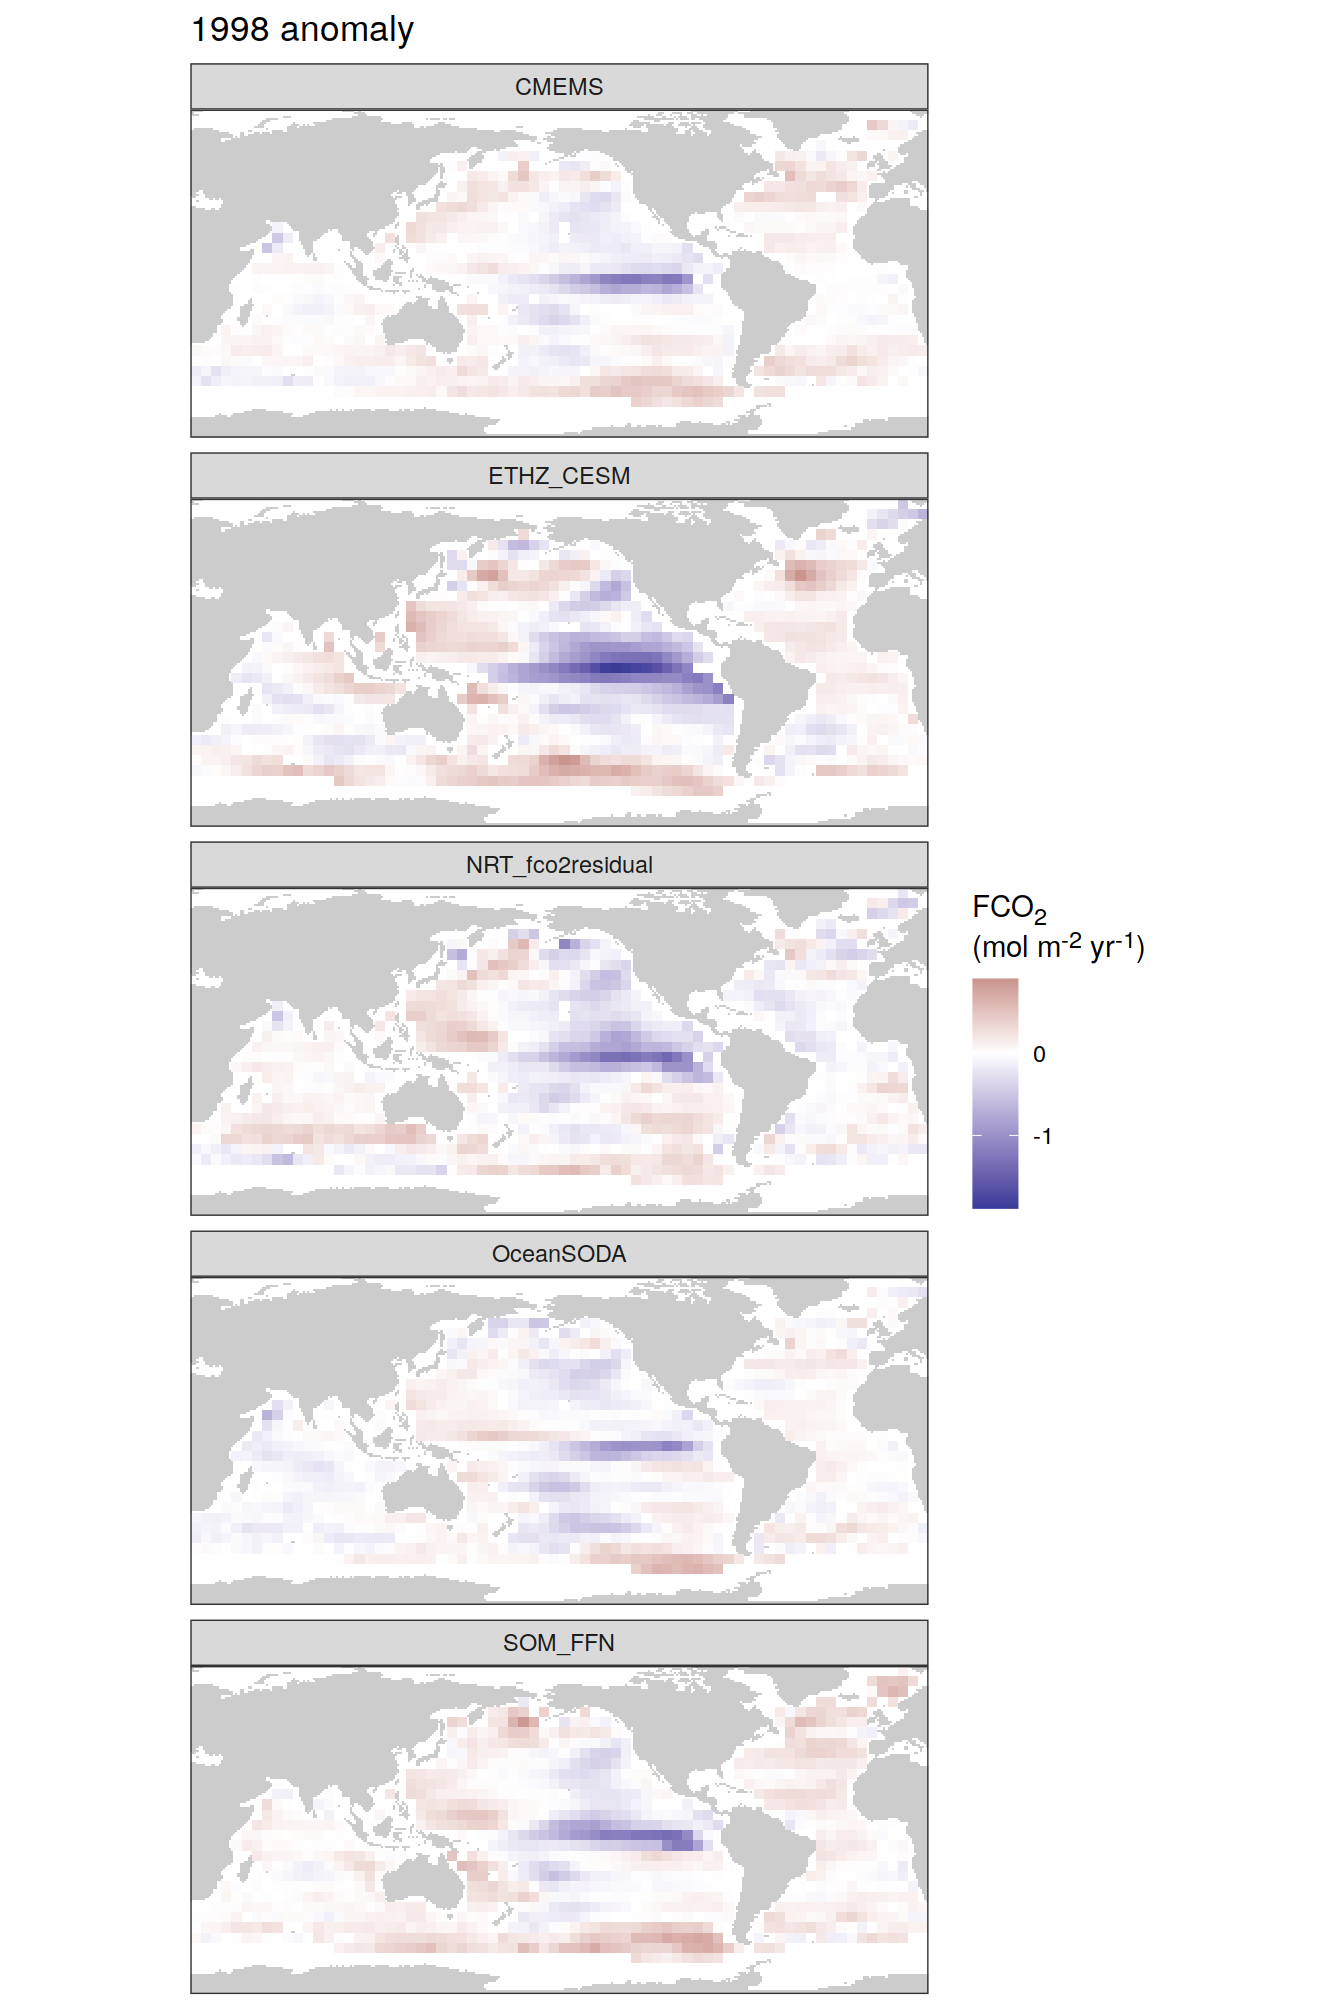 1998 anomaly
CMEMS
ETHZ_CESM
NRT_fco2residual
FCO₂
(mol m⁻² yr⁻¹)
0
-1
OceanSODA
SOM_FFN